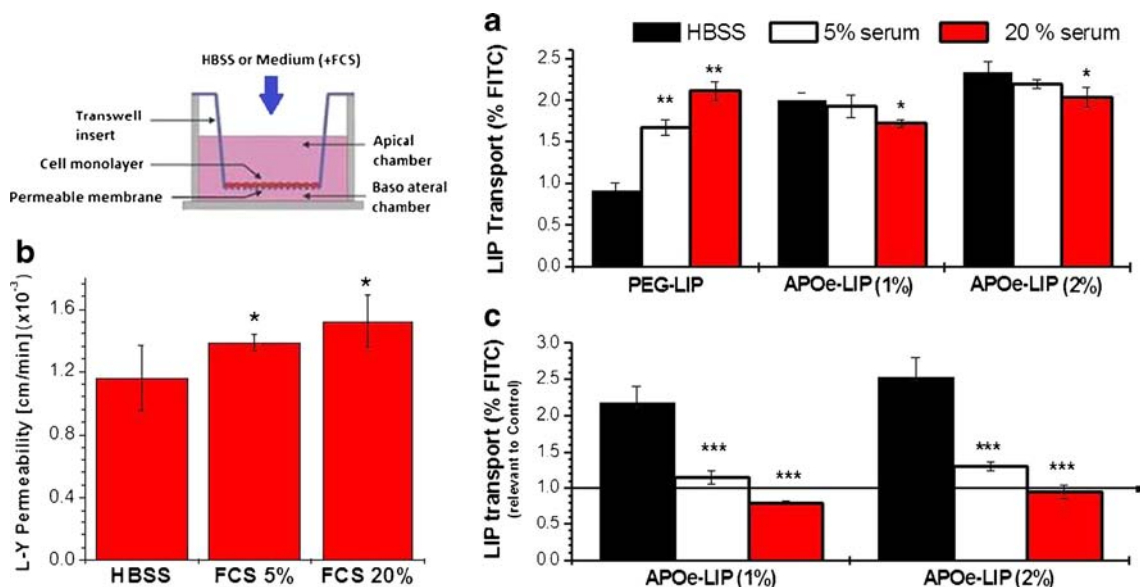 HBSS or Medium (+FCS)
Transwell
insert
Cell monolayer
Permeable membrane
Apical
chamber
Baso ateral
chamber
a
HBSS
5% serum
20 % serum
LIP Transport (% FITC)
2.5
2.0
1.5
1.0
0.5
0.0
**
**
*
*
PEG-LIP
APOe-LIP (1%)
APOe-LIP (2%)
b
L-Y Permeability [cm/min] (x10-3)
1.6
1.2
0.8
0.4
0.0
*
*
HBSS
FCS 5%
FCS 20%
c
LIP transport (% FITC)
(relevant to Control)
3.0
2.5
2.0
1.5
1.0
0.5
0.0
***
***
***
***
APOe-LIP (1%)
APOe-LIP (2%)